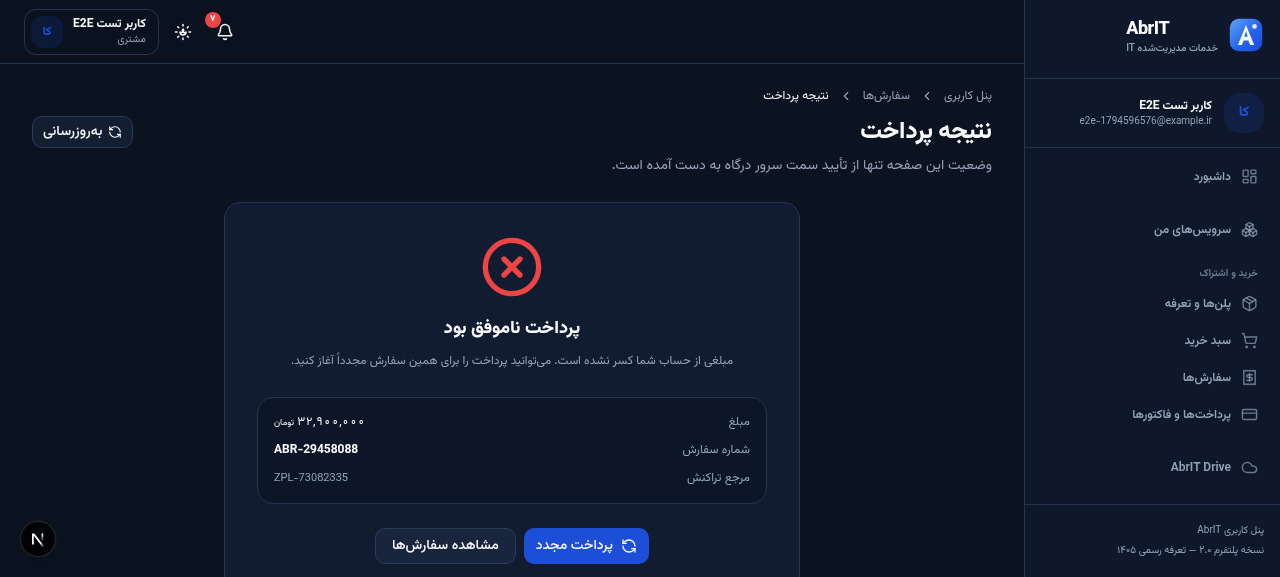 AbrIT
خدمات مدیریت‌شده IT
کاربر تست E2E
e2e-1794596576@example.ir
کا
داشبورد
سرویس‌های من
خرید و اشتراک
پلن‌ها و تعرفه
سبد خرید
سفارش‌ها
پرداخت‌ها و فاکتورها
AbrIT Drive
پنل کاربری AbrIT
نسخه پلتفرم ۲.۰ — تعرفه رسمی ۱۴۰۵
۷
کاربر تست E2E
مشتری
کا
پنل کاربری
سفارش‌ها
نتیجه پرداخت
نتیجه پرداخت
به‌روزرسانی
وضعیت این صفحه تنها از تأیید سمت سرور درگاه به دست آمده است.
پرداخت ناموفق بود
مبلغی از حساب شما کسر نشده است. می‌توانید پرداخت را برای همین سفارش مجدداً آغاز کنید.
مبلغ ۳۲,۹۰۰,۰۰۰ تومان
شماره سفارش ABR-29458088
مرجع تراکنش ZPL-73082335
پرداخت مجدد
مشاهده سفارش‌ها
N